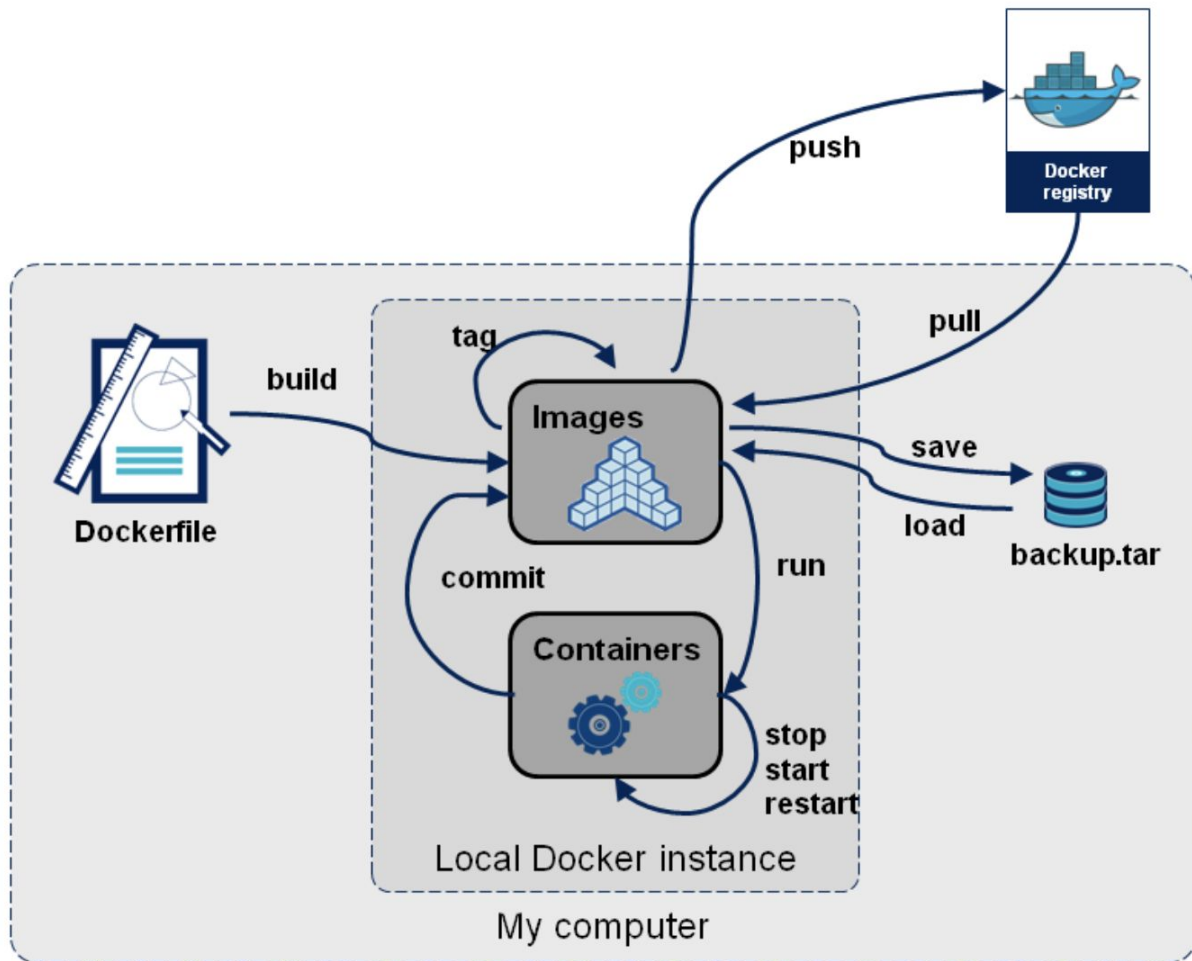 push
Docker
registry
pull
tag
build
Images
save
load
Dockerfile
backup.tar
commit
run
Containers
stop
start
restart
Local Docker instance
My computer